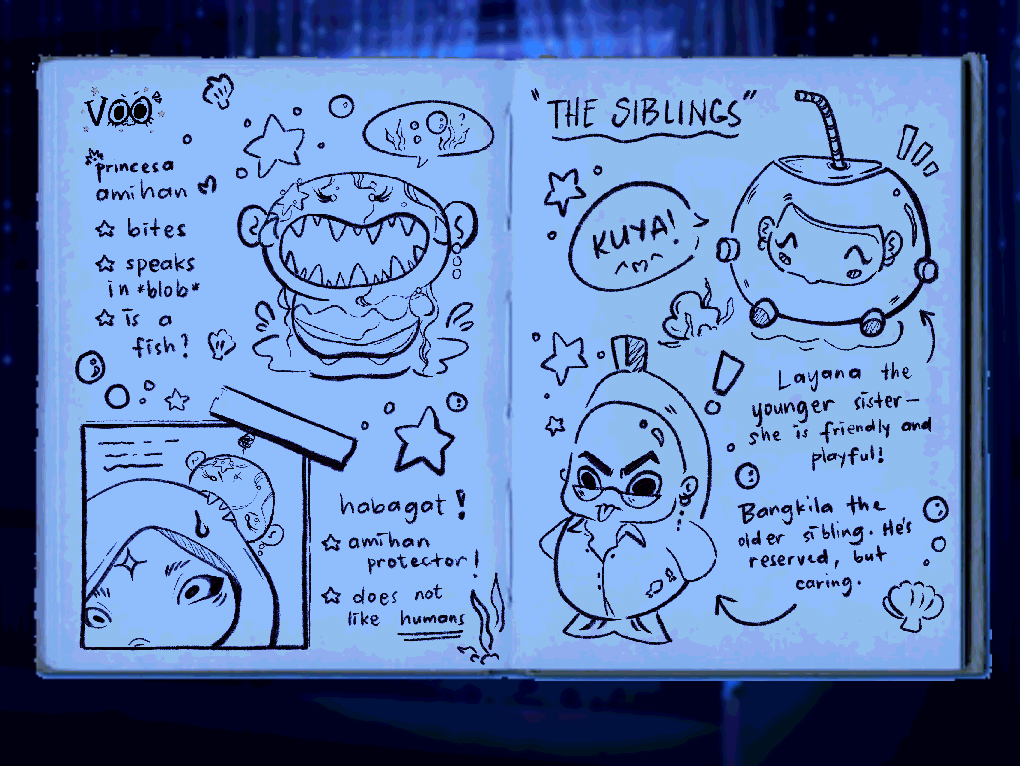 Voo
princesa
amihan
bites
speaks
in *blob*
is a
fish?
?
habagat!
amihan
protector!
does not
like humans
"THE SIBLINGS"
KUYA!
Layana the
younger sister—
she is friendly and
playful!
Bangkila the
older sibling. He's
reserved, but
caring.